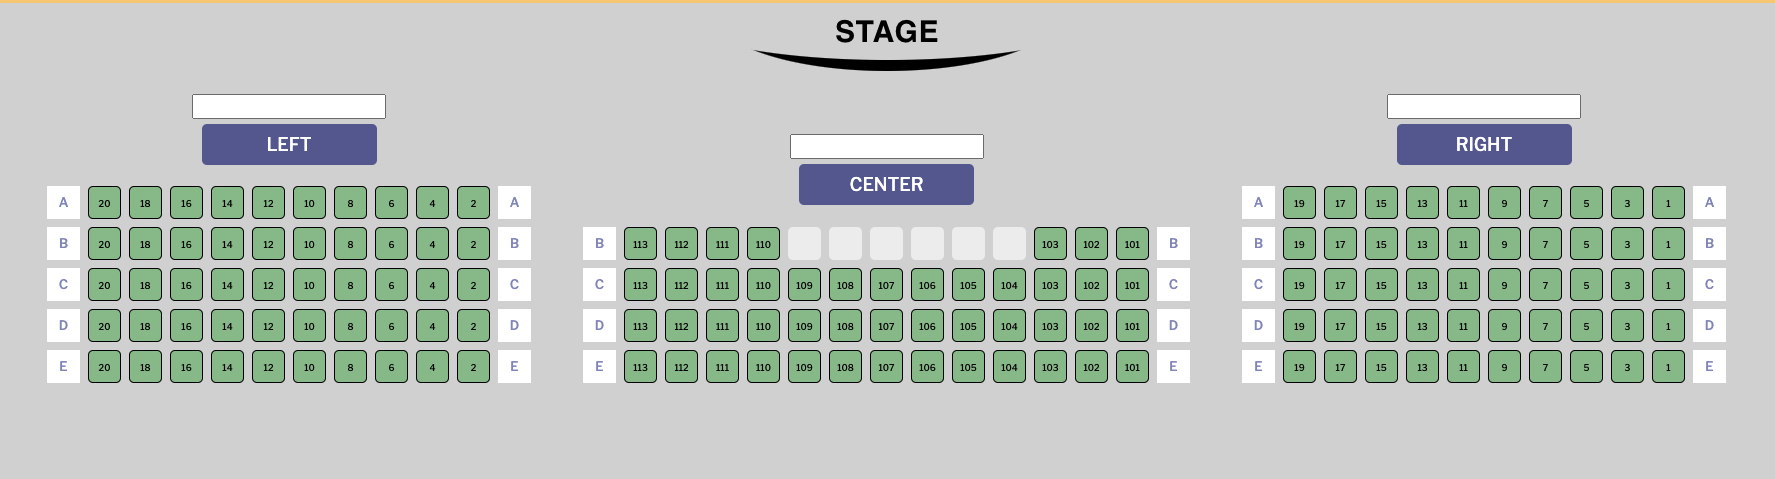 STAGE
LEFT
CENTER
RIGHT
A 20 18 16 14 12 10 8 6 4 2 A
B 20 18 16 14 12 10 8 6 4 2 B
C 20 18 16 14 12 10 8 6 4 2 C
D 20 18 16 14 12 10 8 6 4 2 D
E 20 18 16 14 12 10 8 6 4 2 E
B 113 112 111 110 103 102 101 B
C 113 112 111 110 109 108 107 106 105 104 103 102 101 C
D 113 112 111 110 109 108 107 106 105 104 103 102 101 D
E 113 112 111 110 109 108 107 106 105 104 103 102 101 E
A 19 17 15 13 11 9 7 5 3 1 A
B 19 17 15 13 11 9 7 5 3 1 B
C 19 17 15 13 11 9 7 5 3 1 C
D 19 17 15 13 11 9 7 5 3 1 D
E 19 17 15 13 11 9 7 5 3 1 E